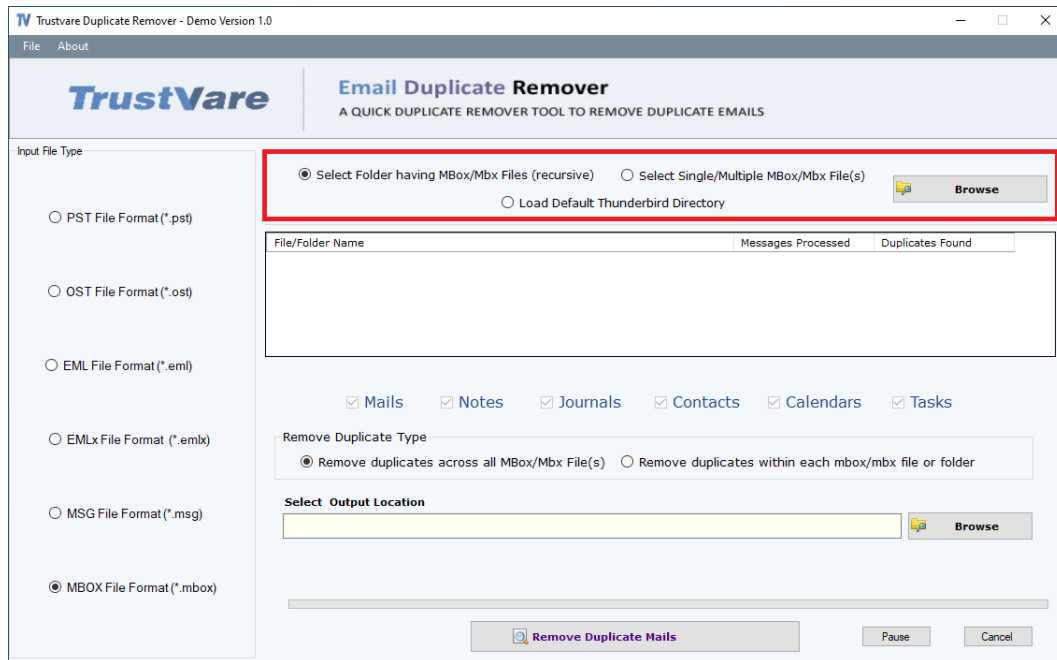 TV Trustvare Duplicate Remover - Demo Version 1.0
File About
TrustVare
Email Duplicate Remover
A QUICK DUPLICATE REMOVER TOOL TO REMOVE DUPLICATE EMAILS
Input File Type
PST File Format (*.pst)
OST File Format (*.ost)
EML File Format (*.eml)
EMLx File Format (*.emlx)
MSG File Format (*.msg)
MBOX File Format (*.mbox)
Select Folder having MBox/Mbx Files (recursive) Select Single/Multiple MBox/Mbx File(s)
Load Default Thunderbird Directory
Browse
File/Folder Name Messages Processed Duplicates Found
Mails Notes Journals Contacts Calendars Tasks
Remove Duplicate Type
Remove duplicates across all MBox/Mbx File(s) Remove duplicates within each mbox/mbx file or folder
Select Output Location
Browse
Remove Duplicate Mails Pause Cancel